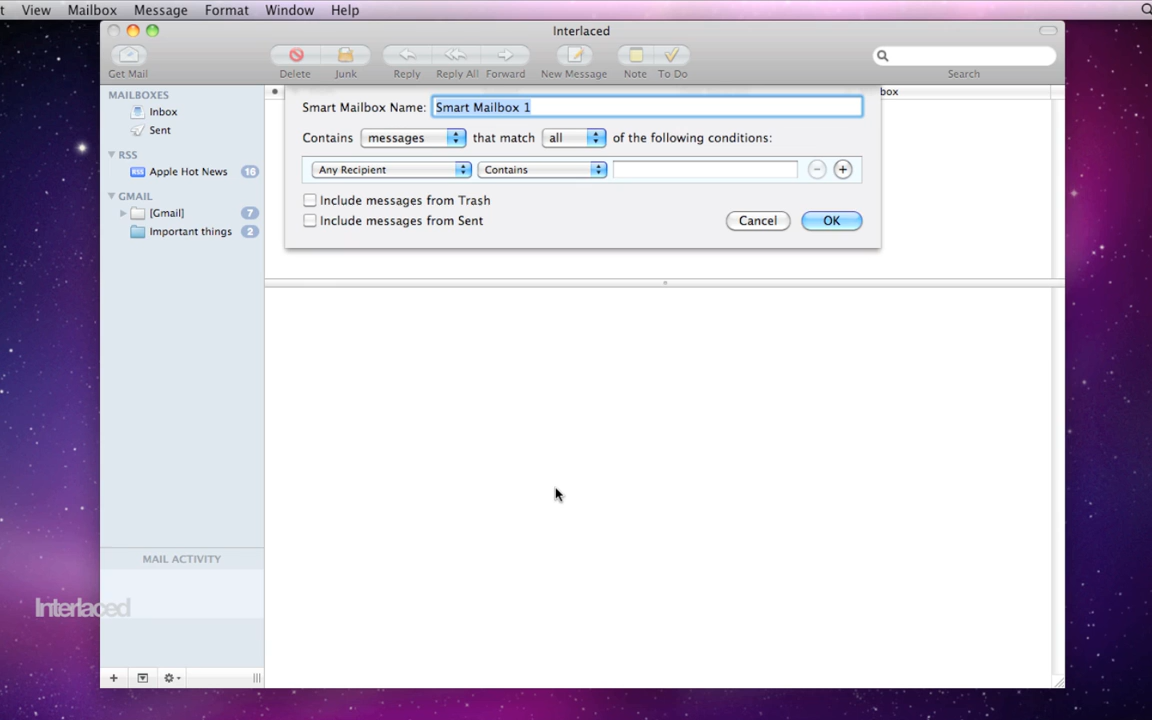 t View Mailbox Message Format Window Help
Interlaced
Get Mail Delete Junk Reply Reply All Forward New Message Note To Do Search
MAILBOXES
Inbox
Sent
RSS
RSS Apple Hot News 16
GMAIL
[Gmail] 7
Important things 2
box
Smart Mailbox Name: Smart Mailbox 1
Contains messages that match all of the following conditions:
Any Recipient Contains
Include messages from Trash
Include messages from Sent
Cancel OK
MAIL ACTIVITY
Interlaced